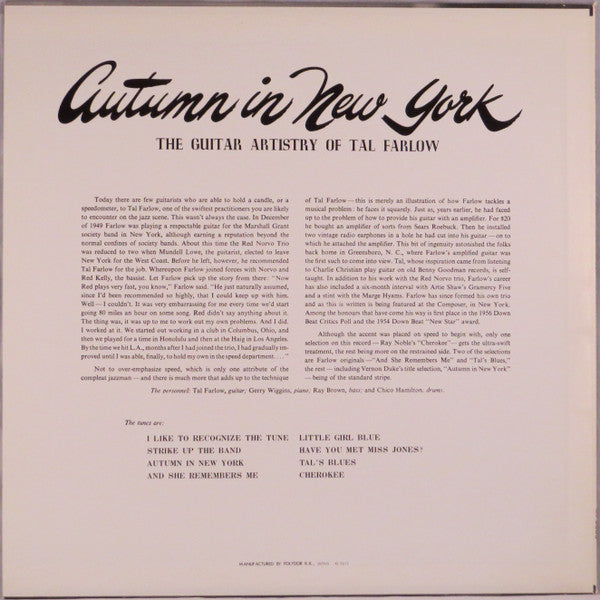 Autumn in New York
THE GUITAR ARTISTRY OF TAL FARLOW
Today there are few guitarists who are able to hold a candle, or a
speedometer, to Tal Farlow, one of the swiftest practitioners you are likely
to encounter on the jazz scene. This wasn't always the case. In December
of 1949 Farlow was playing a respectable guitar for the Marshall Grant
society band in New York, although earning a reputation beyond the
normal confines of society bands. About this time the Red Norvo Trio
was reduced to two when Mundell Lowe, the guitarist, elected to leave
New York for the West Coast. Before he left, however, he recommended
Tal Farlow for the job. Whereupon Farlow joined forces with Norvo and
Red Kelly, the bassist. Let Farlow pick up the story from there: "Now
Red plays very fast, you know," Farlow said. "He just naturally assumed,
since I'd been recommended so highly, that I could keep up with him.
Well — I couldn't. It was very embarrassing for me every time we'd start
going 80 miles an hour on some song. Red didn't say anything about it.
The thing was, it was up to me to work out my own problems. And I did.
I worked at it. We started out working in a club in Columbus, Ohio, and
then we played for a time in Honolulu and then at the Haig in Los Angeles.
By the time we hit L.A., months after I had joined the trio, I had gradually im-
proved until I was able, finally, to hold my own in the speed department. . . ."
Not to over-emphasize speed, which is only one attribute of the
compleat jazzman — and there is much more that adds up to the technique
of Tal Farlow — this is merely an illustration of how Farlow tackles a
musical problem: he faces it squarely. Just as, years earlier, he had faced
up to the problem of how to provide his guitar with an amplifier. For $20
he bought an amplifier of sorts from Sears Roebuck. Then he installed
two vintage radio earphones in a hole he had cut into his guitar — on to
which he attached the amplifier. This bit of ingenuity astonished the folks
back home in Greensboro, N. C., where Farlow's amplified guitar was
the first such to come into view. Tal, whose inspiration came from listening
to Charlie Christian play guitar on old Benny Goodman records, is self-
taught. In addition to his work with the Red Norvo trio, Farlow's career
has also included a six-month interval with Artie Shaw's Gramercy Five
and a stint with the Marge Hyams. Farlow has since formed his own trio
and as this is written is being featured at the Composer, in New York.
Among the honours that have come his way is first place in the 1956 Down
Beat Critics Poll and the 1954 Down Beat "New Star" award.
Although the accent was placed on speed to begin with, only one
selection on this record — Ray Noble's "Cherokee" — gets the ultra-swift
treatment, the rest being more on the restrained side. Two of the selections
are Farlow originals — "And She Remembers Me" and "Tal's Blues,"
the rest — including Vernon Duke's title selection, "Autumn in New York"
— being of the standard stripe.
The personnel: Tal Farlow, guitar; Gerry Wiggins, piano; Ray Brown, bass; and Chico Hamilton, drums.
The tunes are:
I LIKE TO RECOGNIZE THE TUNE
STRIKE UP THE BAND
AUTUMN IN NEW YORK
AND SHE REMEMBERS ME
LITTLE GIRL BLUE
HAVE YOU MET MISS JONES?
TAL'S BLUES
CHEROKEE
MANUFACTURED BY POLYDOR K.K., JAPAN